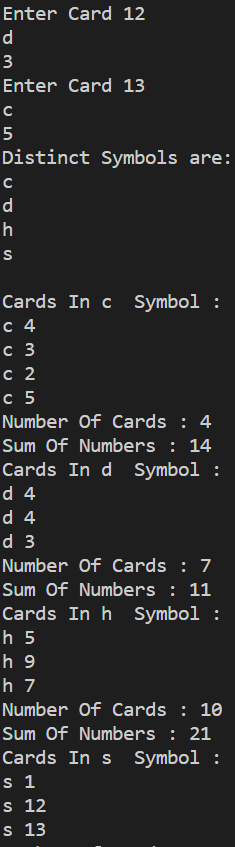 Enter Card 12
d
3
Enter Card 13
c
5
Distinct Symbols are:
c
d
h
s
Cards In c  Symbol :
c 4
c 3
c 2
c 5
Number Of Cards : 4
Sum Of Numbers : 14
Cards In d  Symbol :
d 4
d 4
d 3
Number Of Cards : 7
Sum Of Numbers : 11
Cards In h  Symbol :
h 5
h 9
h 7
Number Of Cards : 10
Sum Of Numbers : 21
Cards In s  Symbol :
s 1
s 12
s 13